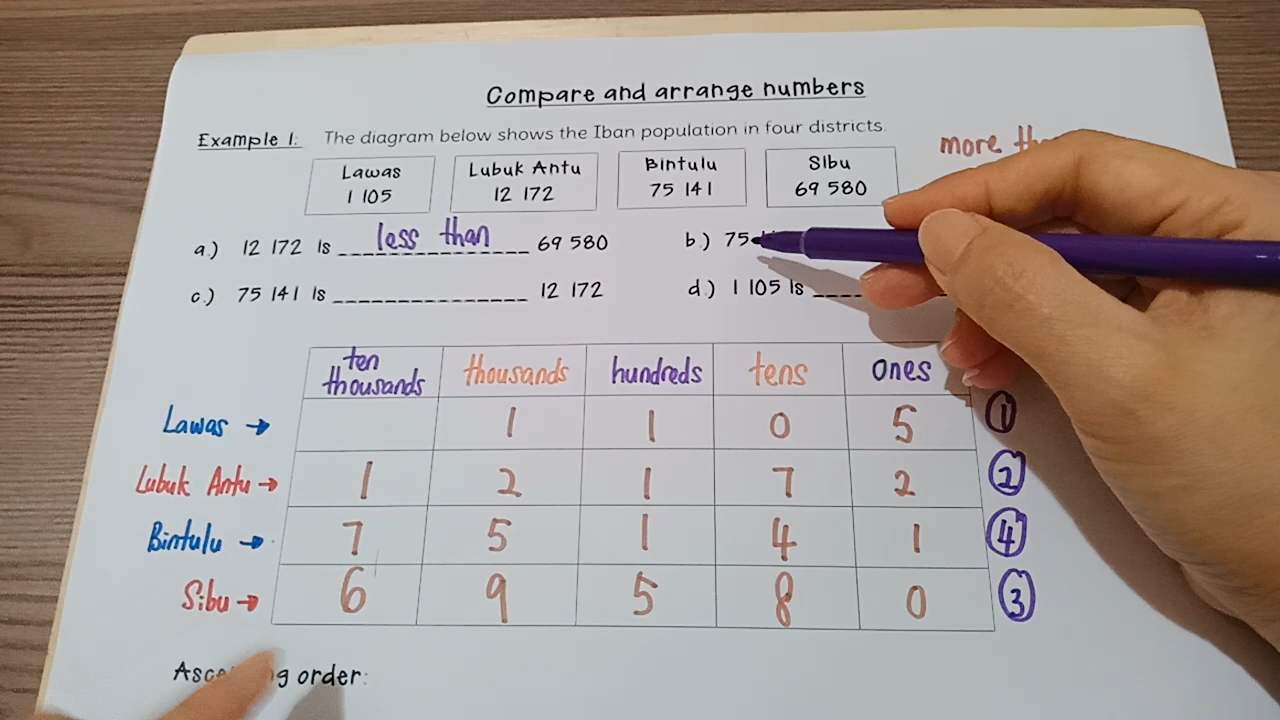 Compare and arrange numbers
Example 1: The diagram below shows the Iban population in four districts.
more
Lawas Lubuk Antu Bintulu Sibu
1 105 12 172 75 141 69 580
a.) 12 172 is less than 69 580 b.) 75
c.) 75 141 is ______________ 12 172 d.) 1 105 is
ten thousands thousands hundreds tens ones
Lawas → 1 1 0 5 1
Lubuk Antu → 1 2 1 7 2 2
Bintulu → 7 5 1 4 1 4
Sibu → 6 9 5 8 0 3
order: